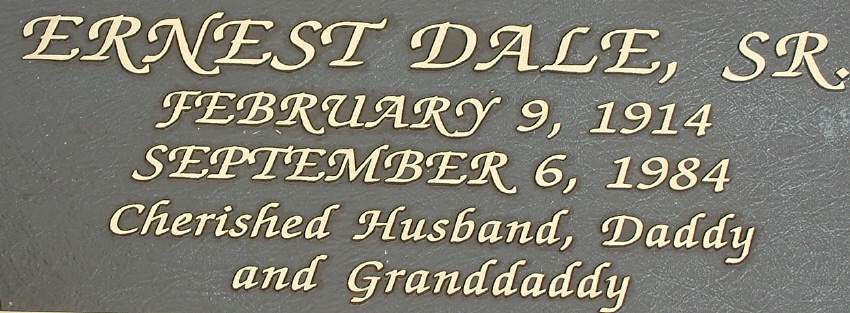 ERNEST DALE, SR.
FEBRUARY 9, 1914
SEPTEMBER 6, 1984
Cherished Husband, Daddy
and Granddaddy